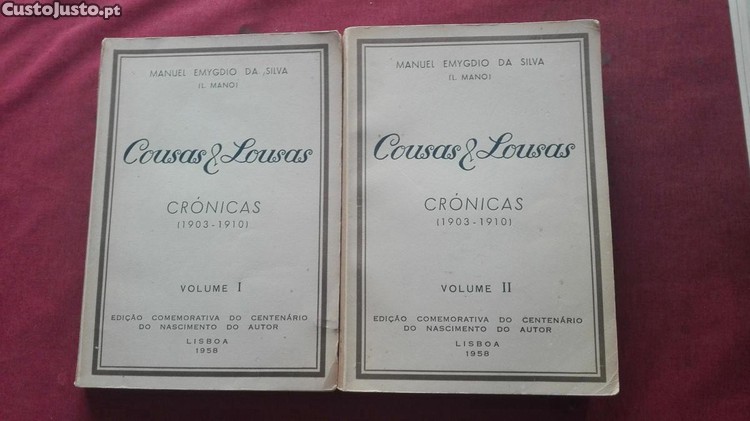 CustoJusto.pt
MANUEL EMYGDIO DA SILVA
(L. MANO)
Cousas & Lousas
CRÓNICAS
(1903-1910)
VOLUME I
EDIÇÃO COMEMORATIVA DO CENTENÁRIO
DO NASCIMENTO DO AUTOR
LISBOA
1958
MANUEL EMYGDIO DA SILVA
(L. MANO)
Cousas & Lousas
CRÓNICAS
(1903-1910)
VOLUME II
EDIÇÃO COMEMORATIVA DO CENTENÁRIO
DO NASCIMENTO DO AUTOR
LISBOA
1958